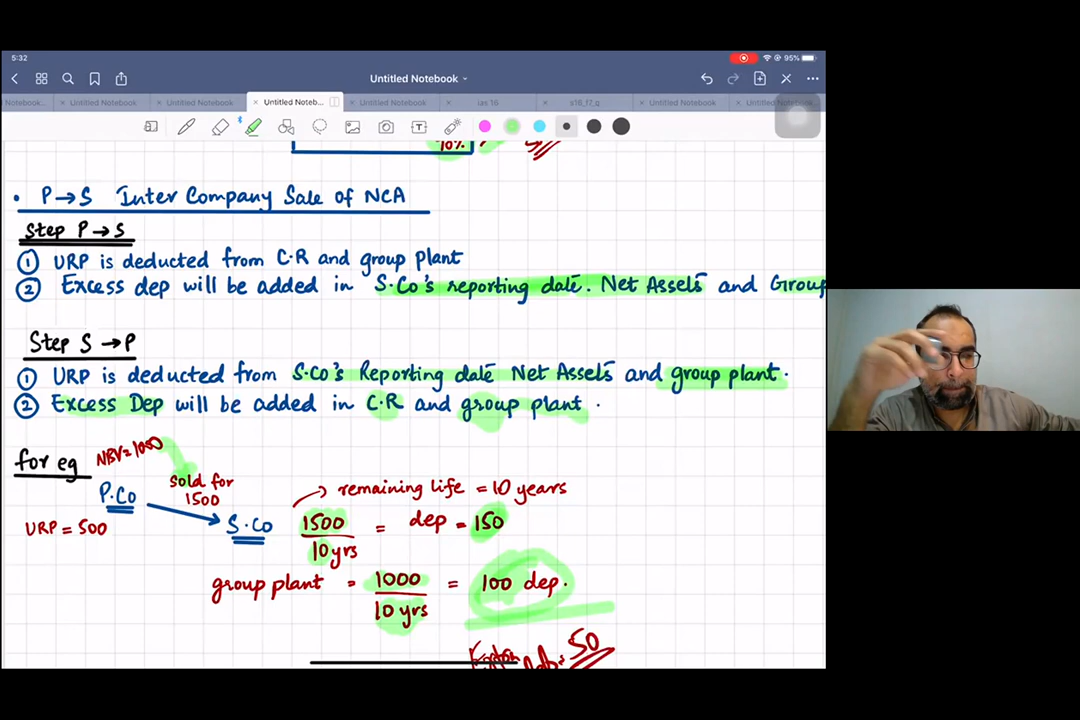 5:32
95%
Untitled Notebook
Notebook... Untitled Notebook Untitled Notebook Untitled Noteb... Untitled Notebook ias 16 s16_f7_q Untitled Notebook Untitled Notebook
10%
• P→S Inter Company Sale of NCA
Step P→S
① URP is deducted from C.R and group plant
② Excess dep will be added in S.Co's reporting date. Net Assets and Group
Step S→P
① URP is deducted from S.Co's Reporting date Net Assets and group plant.
② Excess Dep will be added in C.R and group plant.
for eg
NBV=1000
P.Co
sold for
1500
URP = 500
S.Co
remaining life = 10 years
1500
10yrs
= dep = 150
group plant = 1000
10 yrs
= 100 dep.
50